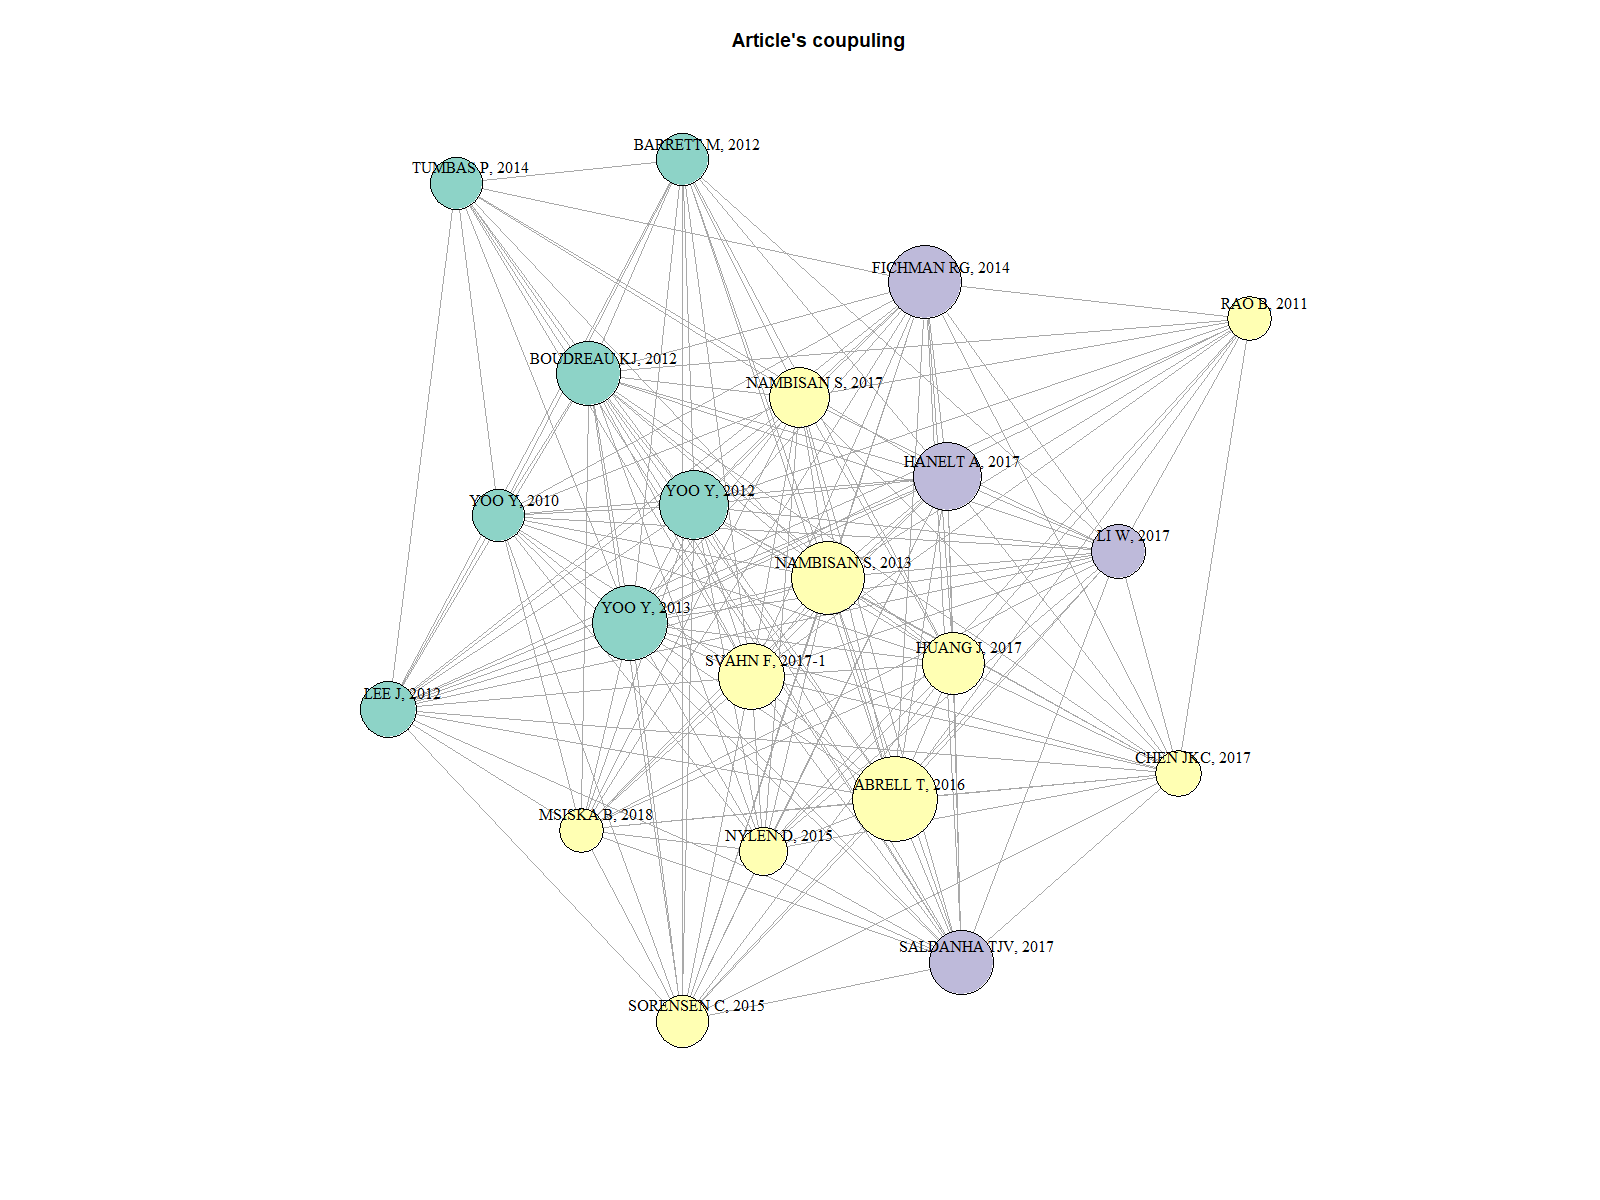 Article's coupuling
BARRETT M, 2012
TUMBAS P, 2014
FICHMAN RG, 2014
RAO B, 2011
BOUDREAU KJ, 2012
NAMBISAN S, 2017
HANELT A, 2017
YOO Y, 2012
YOO Y, 2010
LI W, 2017
NAMBISAN S, 2013
YOO Y, 2013
HUANG J, 2017
SVAHN F, 2017-1
LEE J, 2012
CHEN JKC, 2017
ABRELL T, 2016
MSISKA B, 2018
NYLEN D, 2015
SALDANHA TJV, 2017
SORENSEN C, 2015